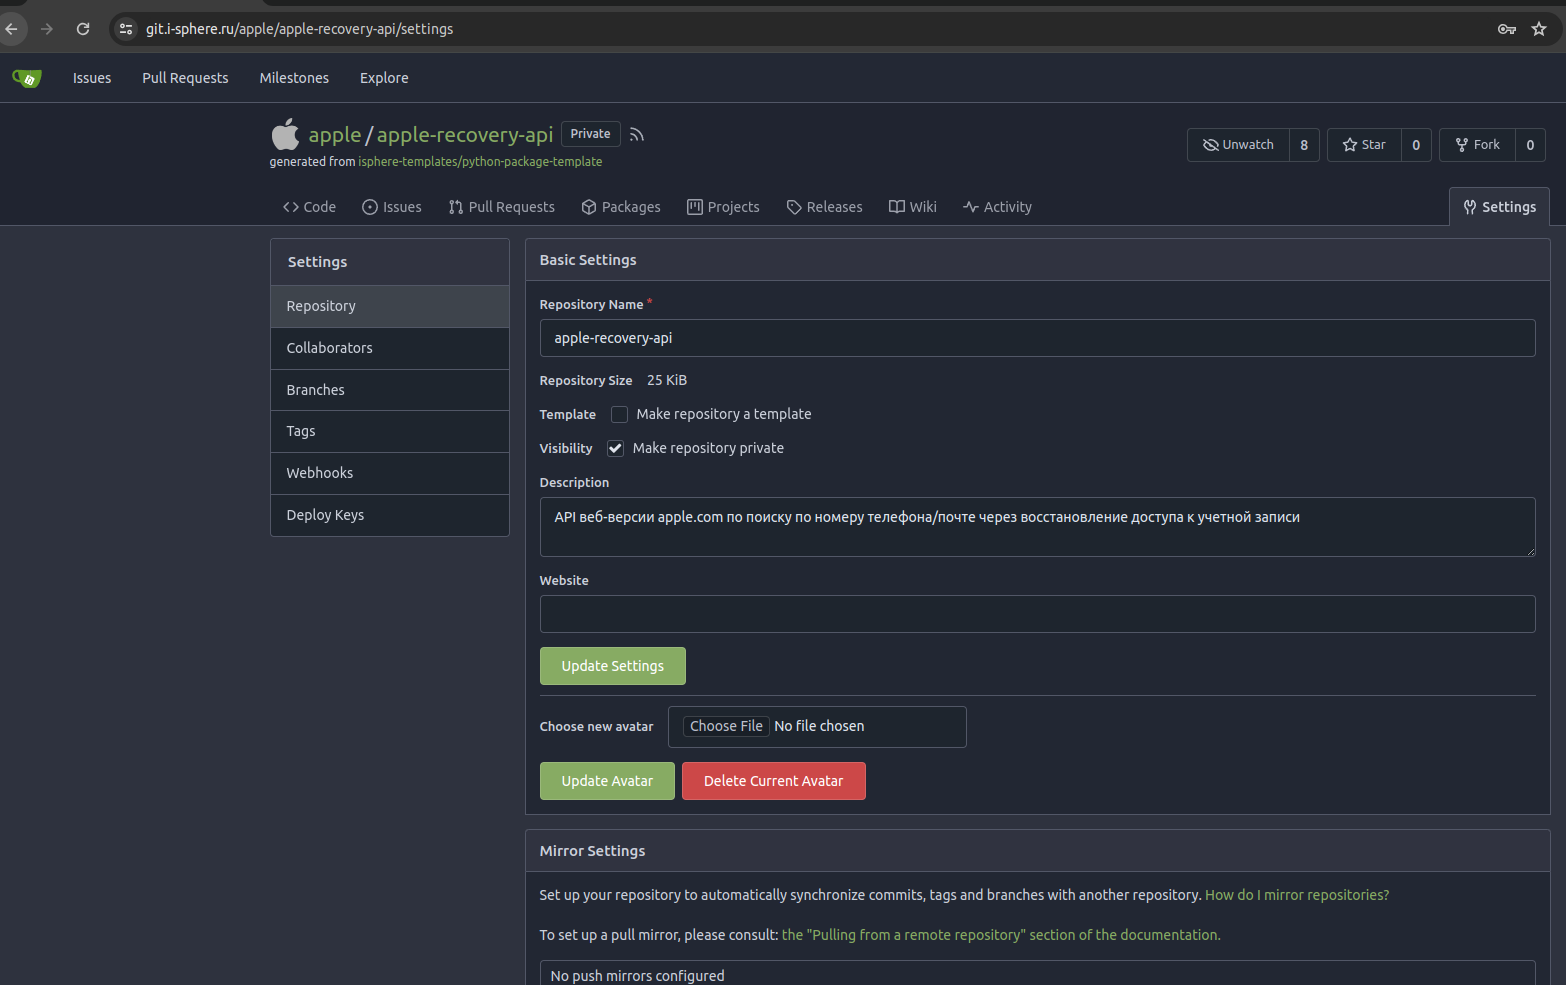 git.i-sphere.ru/apple/apple-recovery-api/settings
Issues Pull Requests Milestones Explore
apple / apple-recovery-api Private
generated from isphere-templates/python-package-template
Unwatch 8 Star 0 Fork 0
Code Issues Pull Requests Packages Projects Releases Wiki Activity Settings
Settings
Repository
Collaborators
Branches
Tags
Webhooks
Deploy Keys
Basic Settings
Repository Name *
apple-recovery-api
Repository Size 25 KiB
Template Make repository a template
Visibility Make repository private
Description
API веб-версии apple.com по поиску по номеру телефона/почте через восстановление доступа к учетной записи
Website
Update Settings
Choose new avatar Choose File No file chosen
Update Avatar Delete Current Avatar
Mirror Settings
Set up your repository to automatically synchronize commits, tags and branches with another repository. How do I mirror repositories?
To set up a pull mirror, please consult: the "Pulling from a remote repository" section of the documentation.
No push mirrors configured